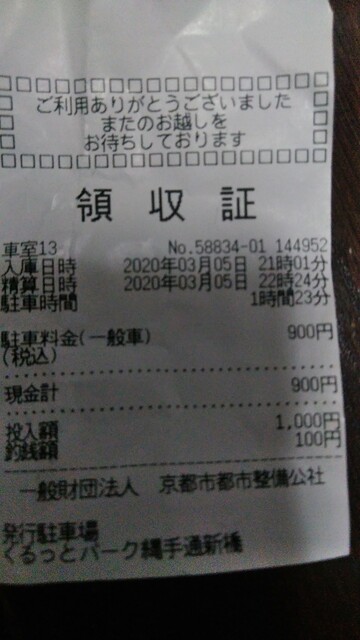 ご利用ありがとうございました
またのお越しを
お待ちしております
領収証
車室13 No.58834-01 144952
入庫日時 2020年03月05日 21時01分
精算日時 2020年03月05日 22時24分
駐車時間 1時間23分
駐車料金(一般車) 900円
(税込)
現金計 900円
投入額 1,000円
釣銭額 100円
一般財団法人 京都市都市整備公社
発行駐車場
くるっとパーク縄手通新橋